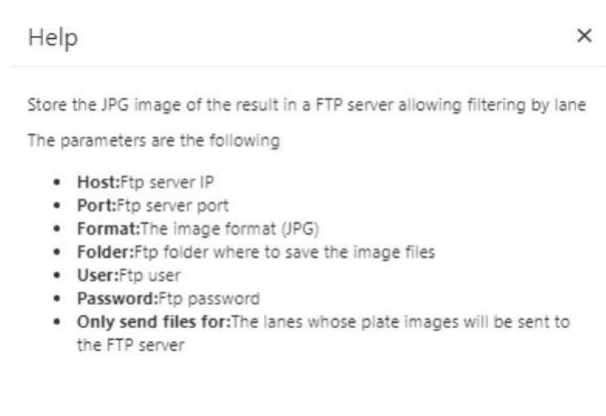 Help
Store the JPG image of the result in a FTP server allowing filtering by lane
The parameters are the following
• Host:Ftp server IP
• Port:Ftp server port
• Format:The image format (JPG)
• Folder:Ftp folder where to save the image files
• User:Ftp user
• Password:Ftp password
• Only send files for:The lanes whose plate images will be sent to
the FTP server